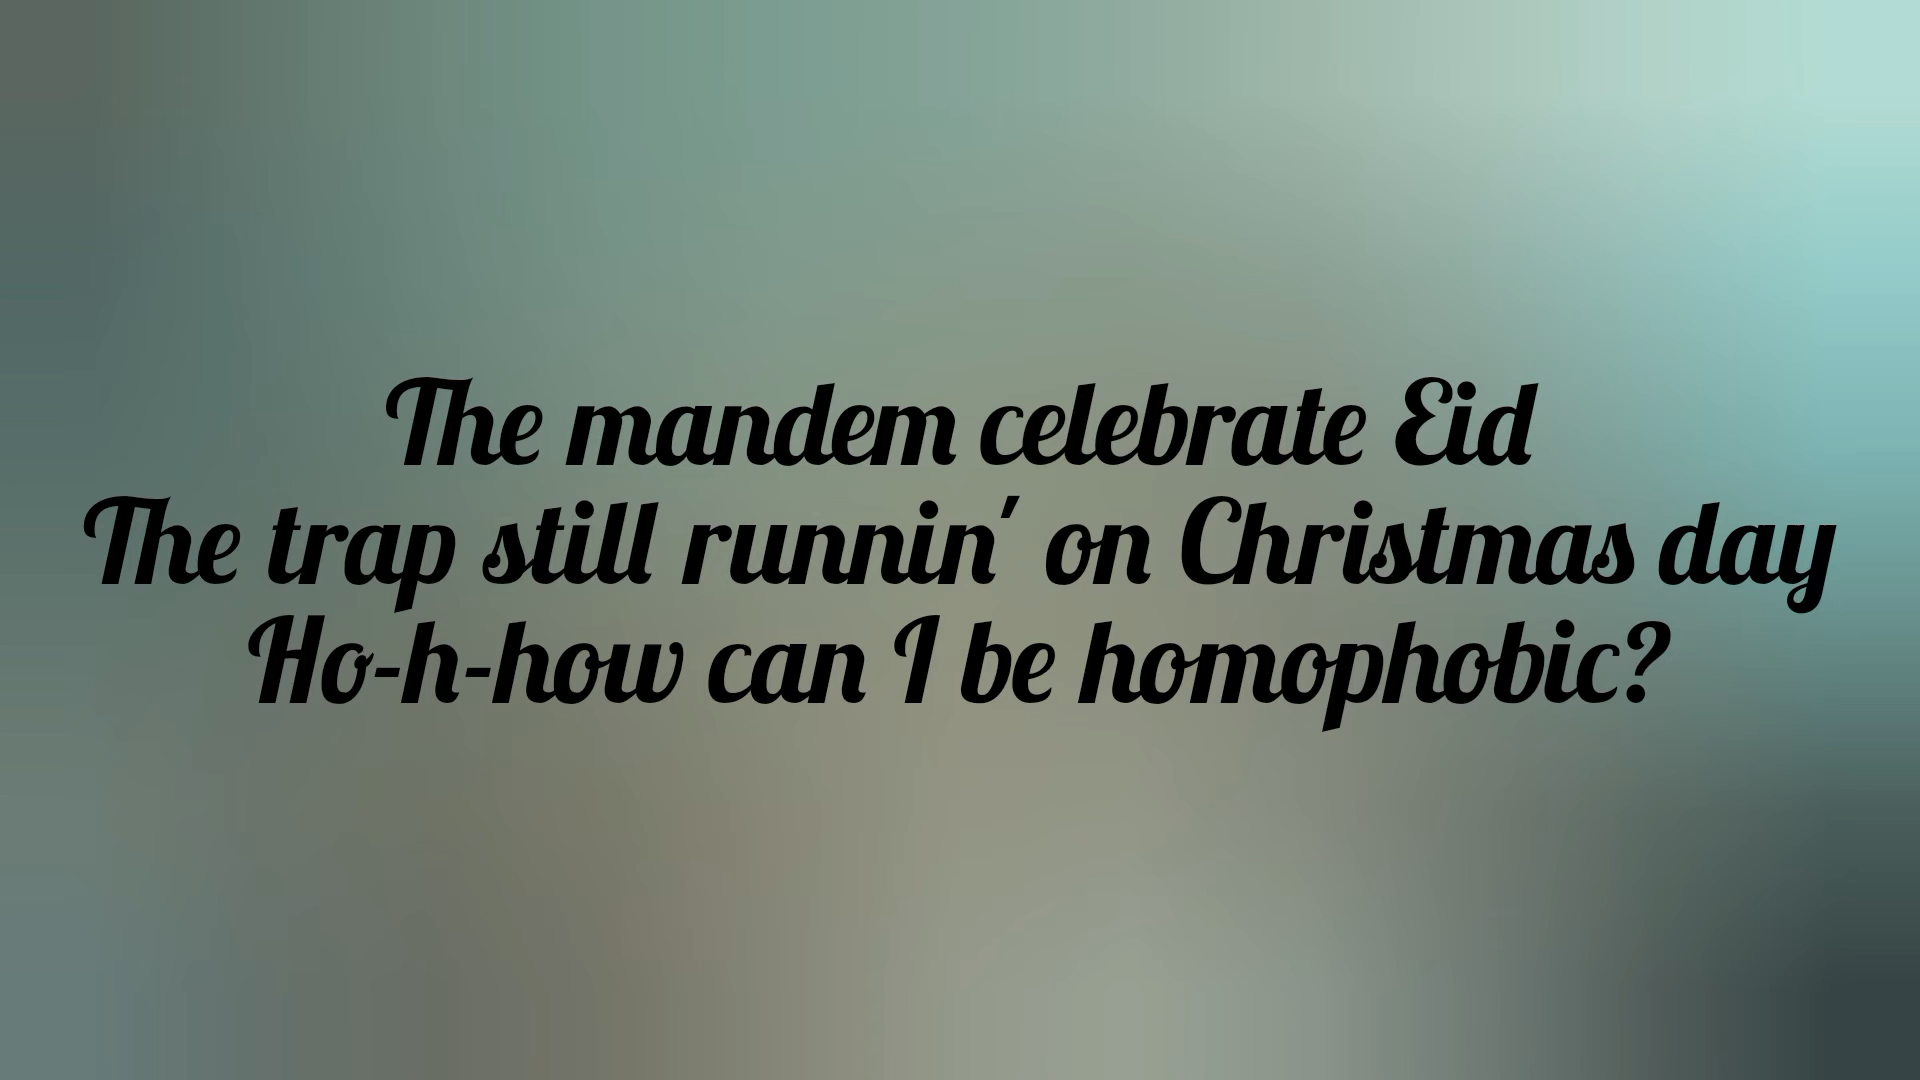 The mandem celebrate Eid
The trap still runnin' on Christmas day
Ho-h-how can I be homophobic?